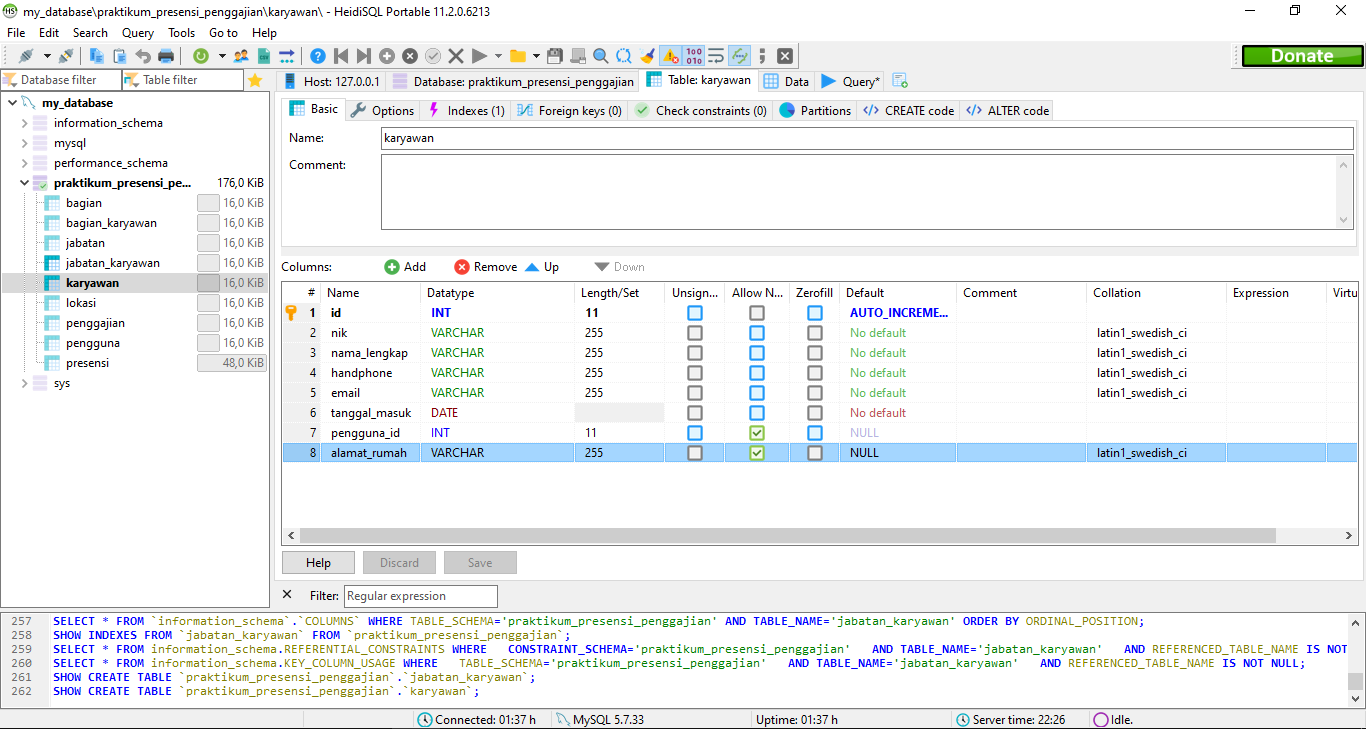 my_database\praktikum_presensi_penggajian\karyawan\ - HeidiSQL Portable 11.2.0.6213
File Edit Search Query Tools Go to Help
Donate
Database filter Table filter
Host: 127.0.0.1 Database: praktikum_presensi_penggajian Table: karyawan Data Query*
my_database
information_schema
mysql
performance_schema
praktikum_presensi_pe... 176,0 KiB
bagian 16,0 KiB
bagian_karyawan 16,0 KiB
jabatan 16,0 KiB
jabatan_karyawan 16,0 KiB
karyawan 16,0 KiB
lokasi 16,0 KiB
penggajian 16,0 KiB
pengguna 16,0 KiB
presensi 48,0 KiB
sys
Basic Options Indexes (1) Foreign keys (0) Check constraints (0) Partitions CREATE code ALTER code
Name: karyawan
Comment:
Columns: Add Remove Up Down
# Name Datatype Length/Set Unsign... Allow N... Zerofill Default Comment Collation Expression Virtu
1 id INT 11 AUTO_INCREME...
2 nik VARCHAR 255 No default latin1_swedish_ci
3 nama_lengkap VARCHAR 255 No default latin1_swedish_ci
4 handphone VARCHAR 255 No default latin1_swedish_ci
5 email VARCHAR 255 No default latin1_swedish_ci
6 tanggal_masuk DATE No default
7 pengguna_id INT 11 NULL
8 alamat_rumah VARCHAR 255 NULL latin1_swedish_ci
Help Discard Save
Filter: Regular expression
257 SELECT * FROM `information_schema`.`COLUMNS` WHERE TABLE_SCHEMA='praktikum_presensi_penggajian' AND TABLE_NAME='jabatan_karyawan' ORDER BY ORDINAL_POSITION;
258 SHOW INDEXES FROM `jabatan_karyawan` FROM `praktikum_presensi_penggajian`;
259 SELECT * FROM information_schema.REFERENTIAL_CONSTRAINTS WHERE CONSTRAINT_SCHEMA='praktikum_presensi_penggajian' AND TABLE_NAME='jabatan_karyawan' AND REFERENCED_TABLE_NAME IS NOT
260 SELECT * FROM information_schema.KEY_COLUMN_USAGE WHERE TABLE_SCHEMA='praktikum_presensi_penggajian' AND TABLE_NAME='jabatan_karyawan' AND REFERENCED_TABLE_NAME IS NOT NULL;
261 SHOW CREATE TABLE `praktikum_presensi_penggajian`.`jabatan_karyawan`;
262 SHOW CREATE TABLE `praktikum_presensi_penggajian`.`karyawan`;
Connected: 01:37 h MySQL 5.7.33 Uptime: 01:37 h Server time: 22:26 Idle.